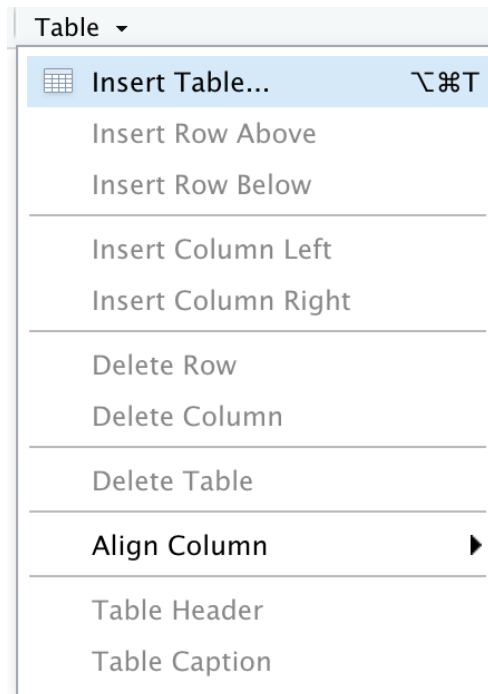 Table
Insert Table... ⌥⌘T
Insert Row Above
Insert Row Below
Insert Column Left
Insert Column Right
Delete Row
Delete Column
Delete Table
Align Column
Table Header
Table Caption